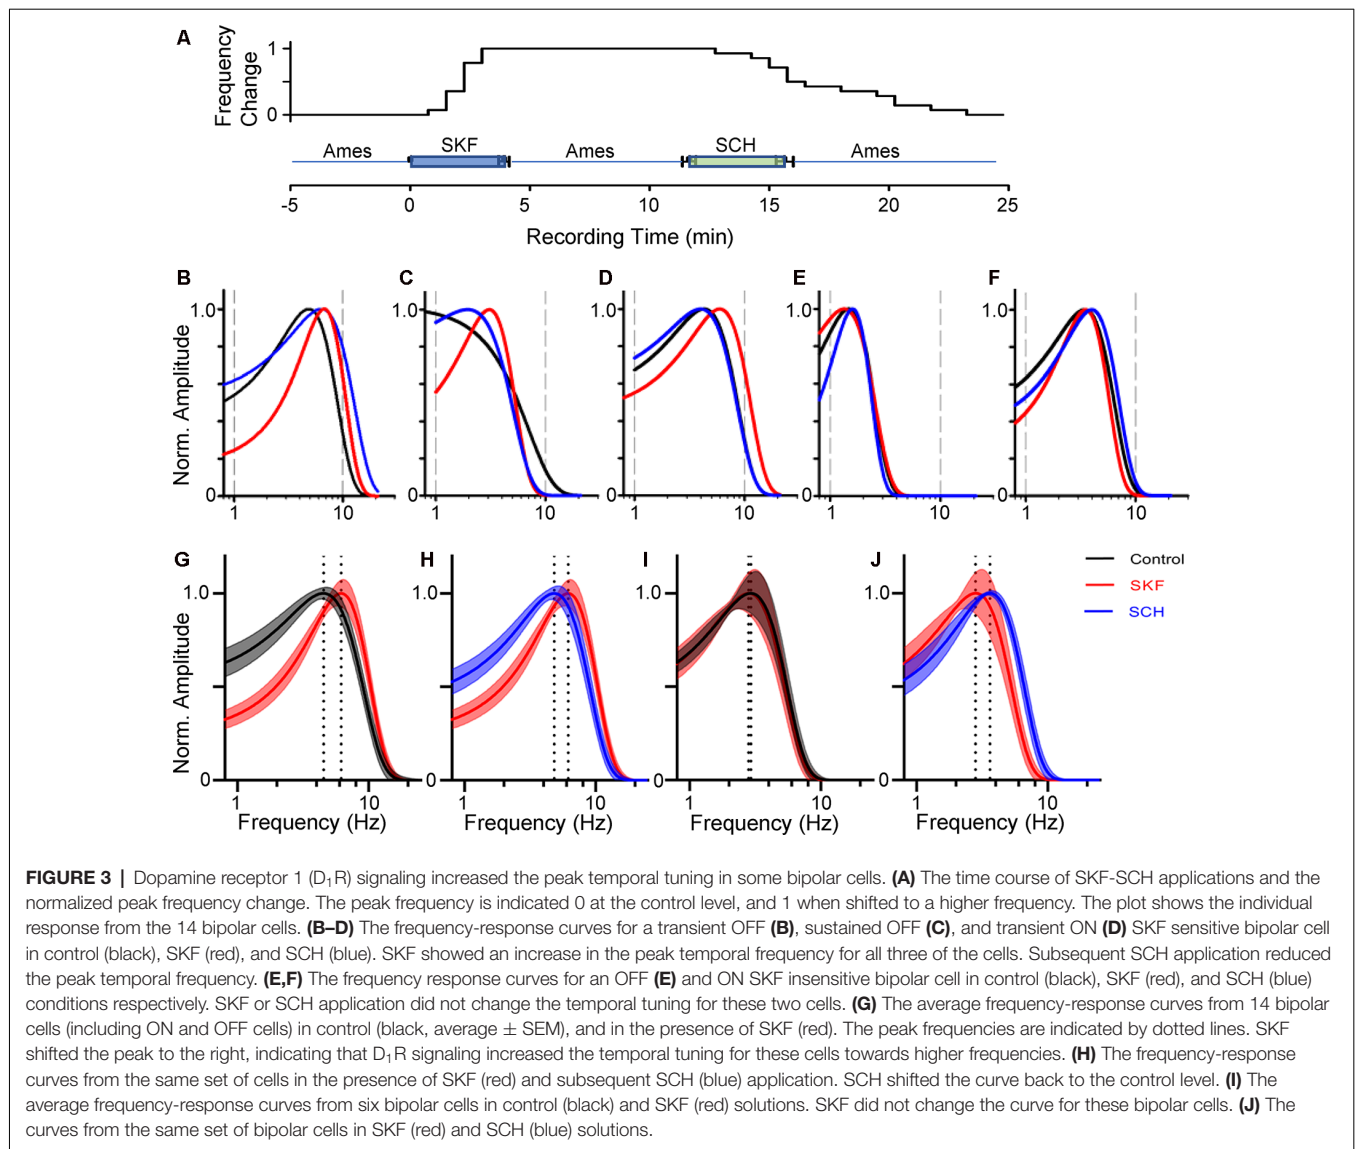 A
Frequency
Change
1
0
Ames SKF Ames SCH Ames
-5 0 5 10 15 20 25
Recording Time (min)
B C D E F
Norm. Amplitude
1.0 1.0 1.0 1.0 1.0
0 0 0 0 0
1 10 1 10 1 10 1 10 1 10
G H I J
Norm. Amplitude
1.0 1.0 1.0 1.0
0 0 0 0
1 10 1 10 1 10 1 10
Frequency (Hz) Frequency (Hz) Frequency (Hz) Frequency (Hz)
Control
SKF
SCH
FIGURE 3 | Dopamine receptor 1 (D₁R) signaling increased the peak temporal tuning in some bipolar cells. (A) The time course of SKF-SCH applications and the
normalized peak frequency change. The peak frequency is indicated 0 at the control level, and 1 when shifted to a higher frequency. The plot shows the individual
response from the 14 bipolar cells. (B–D) The frequency-response curves for a transient OFF (B), sustained OFF (C), and transient ON (D) SKF sensitive bipolar cell
in control (black), SKF (red), and SCH (blue). SKF showed an increase in the peak temporal frequency for all three of the cells. Subsequent SCH application reduced
the peak temporal frequency. (E,F) The frequency response curves for an OFF (E) and ON SKF insensitive bipolar cell in control (black), SKF (red), and SCH (blue)
conditions respectively. SKF or SCH application did not change the temporal tuning for these two cells. (G) The average frequency-response curves from 14 bipolar
cells (including ON and OFF cells) in control (black, average ± SEM), and in the presence of SKF (red). The peak frequencies are indicated by dotted lines. SKF
shifted the peak to the right, indicating that D₁R signaling increased the temporal tuning for these cells towards higher frequencies. (H) The frequency-response
curves from the same set of cells in the presence of SKF (red) and subsequent SCH (blue) application. SCH shifted the curve back to the control level. (I) The
average frequency-response curves from six bipolar cells in control (black) and SKF (red) solutions. SKF did not change the curve for these bipolar cells. (J) The
curves from the same set of bipolar cells in SKF (red) and SCH (blue) solutions.